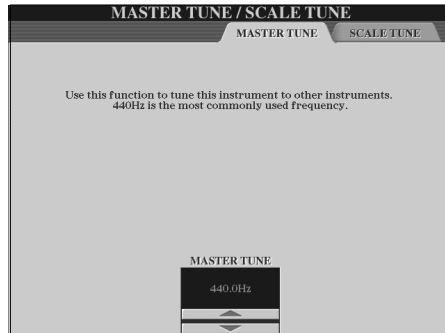 MASTER TUNE / SCALE TUNE
MASTER TUNE
SCALE TUNE
Use this function to tune this instrument to other instruments.
440Hz is the most commonly used frequency.
MASTER TUNE
440.0Hz